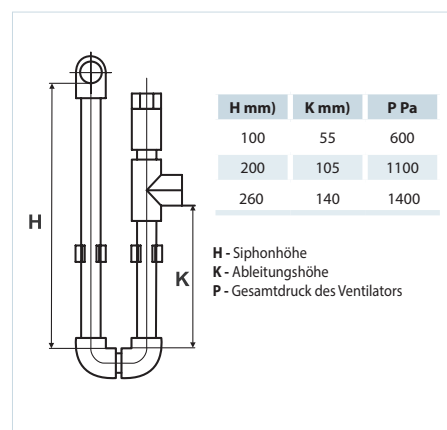 H mm) K mm) P Pa
100 55 600
200 105 1100
260 140 1400
H
K
H - Siphonhöhe
K - Ableitungshöhe
P - Gesamtdruck des Ventilators